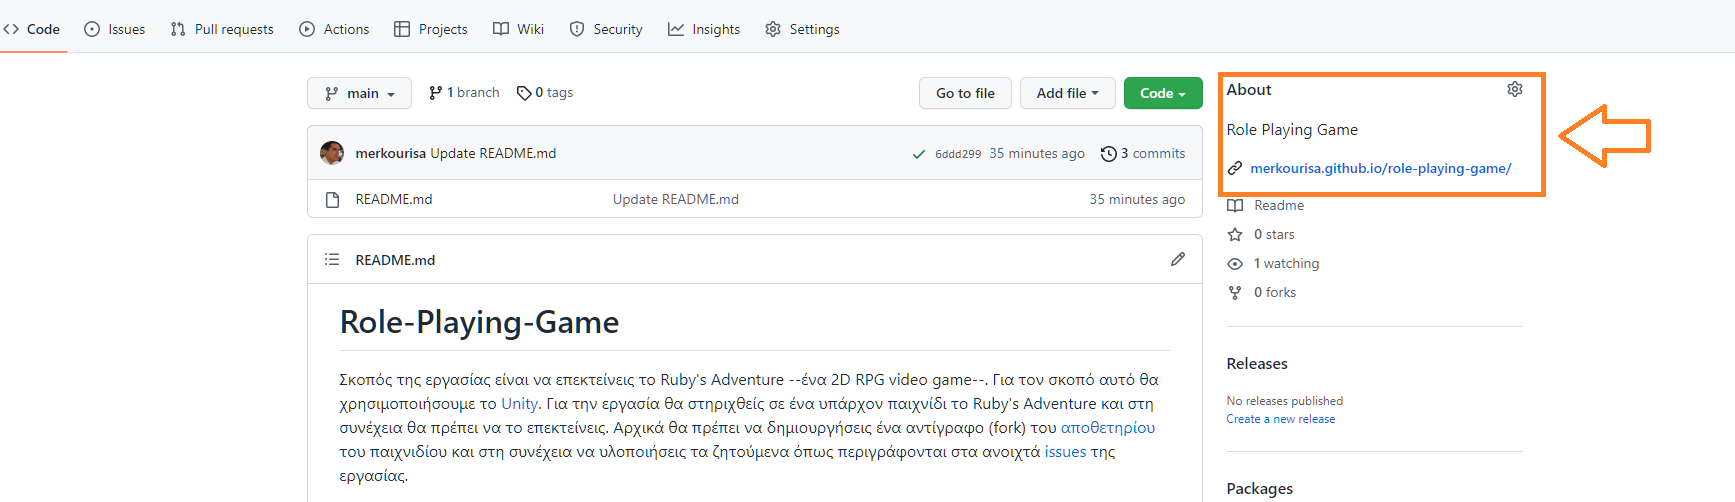 Code Issues Pull requests Actions Projects Wiki Security Insights Settings
main 1 branch 0 tags Go to file Add file Code
merkourisa Update README.md 6ddd299 35 minutes ago 3 commits
README.md Update README.md 35 minutes ago
README.md
Role-Playing-Game
Σκοπός της εργασίας είναι να επεκτείνεις το Ruby's Adventure --ένα 2D RPG video game--. Για τον σκοπό αυτό θα
χρησιμοποιήσουμε το Unity. Για την εργασία θα στηριχθείς σε ένα υπάρχον παιχνίδι το Ruby's Adventure και στη
συνέχεια θα πρέπει να το επεκτείνεις. Αρχικά θα πρέπει να δημιουργήσεις ένα αντίγραφο (fork) του αποθετηρίου
του παιχνιδίου και στη συνέχεια να υλοποιήσεις τα ζητούμενα όπως περιγράφονται στα ανοιχτά issues της
εργασίας.
About
Role Playing Game
merkourisa.github.io/role-playing-game/
Readme
0 stars
1 watching
0 forks
Releases
No releases published
Create a new release
Packages